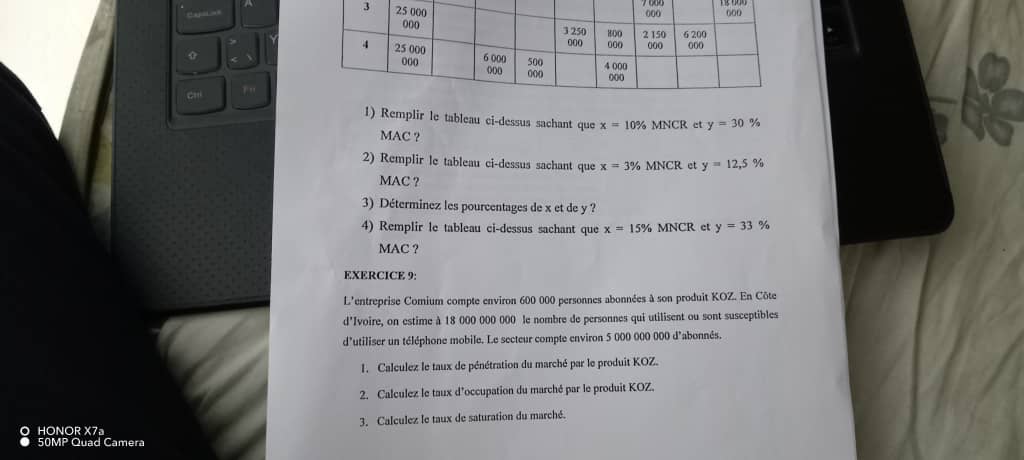 CapsLock
A
Y
Ctrl
Fn
3
25 000
000
7 000
000
18 000
000
3 250
000
800
000
2 150
000
6 200
000
4
25 000
000
6 000
000
500
000
4 000
000
1) Remplir le tableau ci-dessus sachant que x = 10% MNCR et y = 30 %
MAC ?
2) Remplir le tableau ci-dessus sachant que x = 3% MNCR et y = 12,5 %
MAC ?
3) Déterminez les pourcentages de x et de y ?
4) Remplir le tableau ci-dessus sachant que x = 15% MNCR et y = 33 %
MAC ?
EXERCICE 9:
L'entreprise Comium compte environ 600 000 personnes abonnées à son produit KOZ. En Côte
d'Ivoire, on estime à 18 000 000 000 le nombre de personnes qui utilisent ou sont susceptibles
d'utiliser un téléphone mobile. Le secteur compte environ 5 000 000 000 d'abonnés.
1. Calculez le taux de pénétration du marché par le produit KOZ.
2. Calculez le taux d'occupation du marché par le produit KOZ.
3. Calculez le taux de saturation du marché.
HONOR X7a
50MP Quad Camera